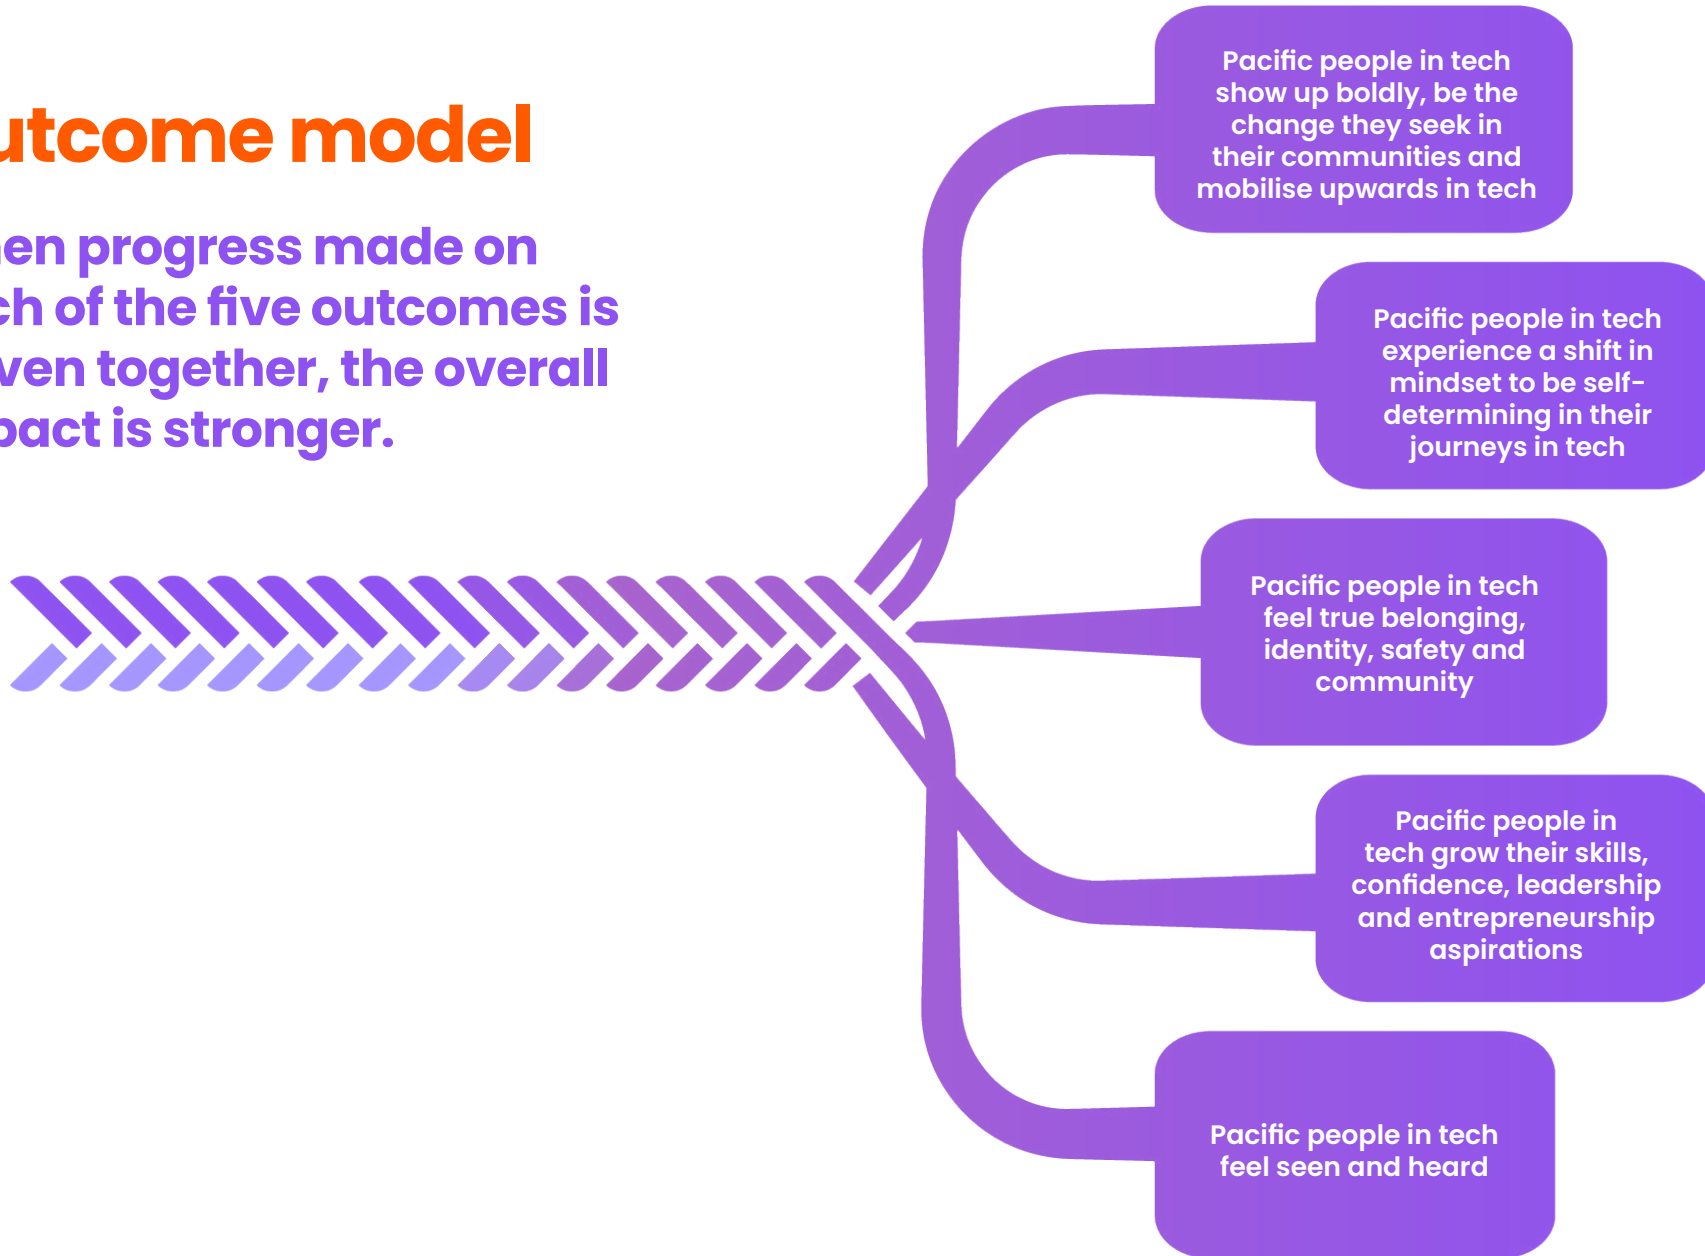 utcome model
en progress made on
ch of the five outcomes is
ven together, the overall
pact is stronger.
Pacific people in tech
show up boldly, be the
change they seek in
their communities and
mobilise upwards in tech
Pacific people in tech
experience a shift in
mindset to be self-
determining in their
journeys in tech
Pacific people in tech
feel true belonging,
identity, safety and
community
Pacific people in
tech grow their skills,
confidence, leadership
and entrepreneurship
aspirations
Pacific people in tech
feel seen and heard